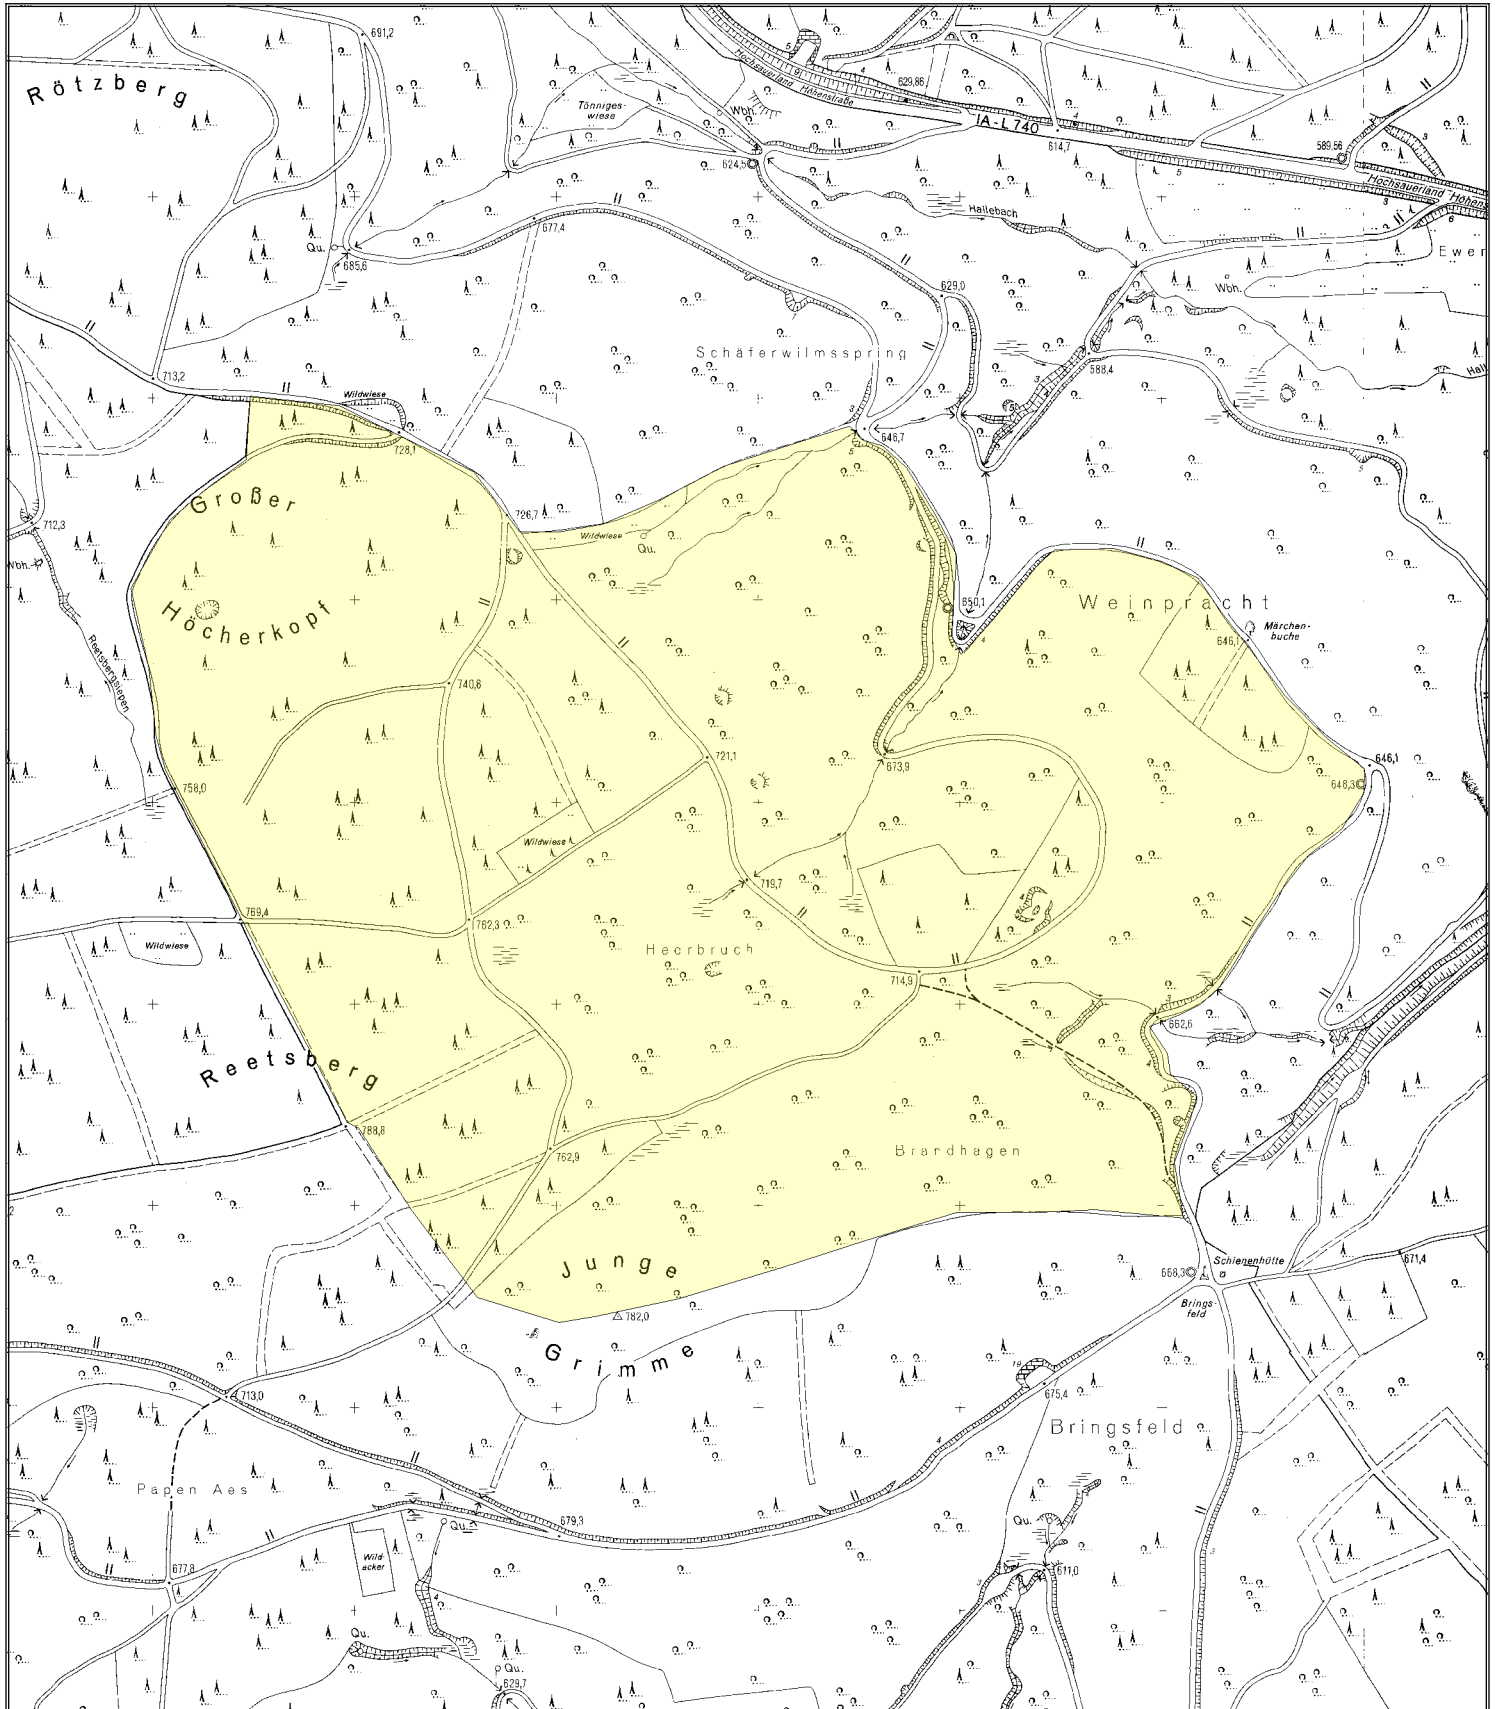 691,2
Rötzberg
Tönniges-
wiese
Wbh.
Hochsauerland Höhenstraße
629,86
IA-L 740
614,7
589,56
624,5
Hochsauerland-Höhens
Hallebach
677,4
Qu.
685,6
Ewer
629,0
Wbh.
Schäferwilmsspring
588,4
Hall
713,2
Wildwiese
728,1
646,7
Großer
726,7
712,3
Wildwiese
Qu.
Wbh.
Höcherkopf
650,1
Weinpracht
Märchen-
buche
646,1
Reetsbergsiepen
740,6
721,1
673,9
646,1
646,3
758,0
Wildwiese
719,7
769,4
762,3
Wildwiese
Heerbruch
714,9
662,6
Reetsberg
788,8
762,9
Brardhagen
Junge
668,3
Schienenhütte
671,4
Brings-
feld
782,0
Grimme
675,4
713,0
Bringsfeld
Papen Aes
Qu.
679,3
Qu.
Wild-
acker
677,8
611,0
Qu.
Qu.
629,7